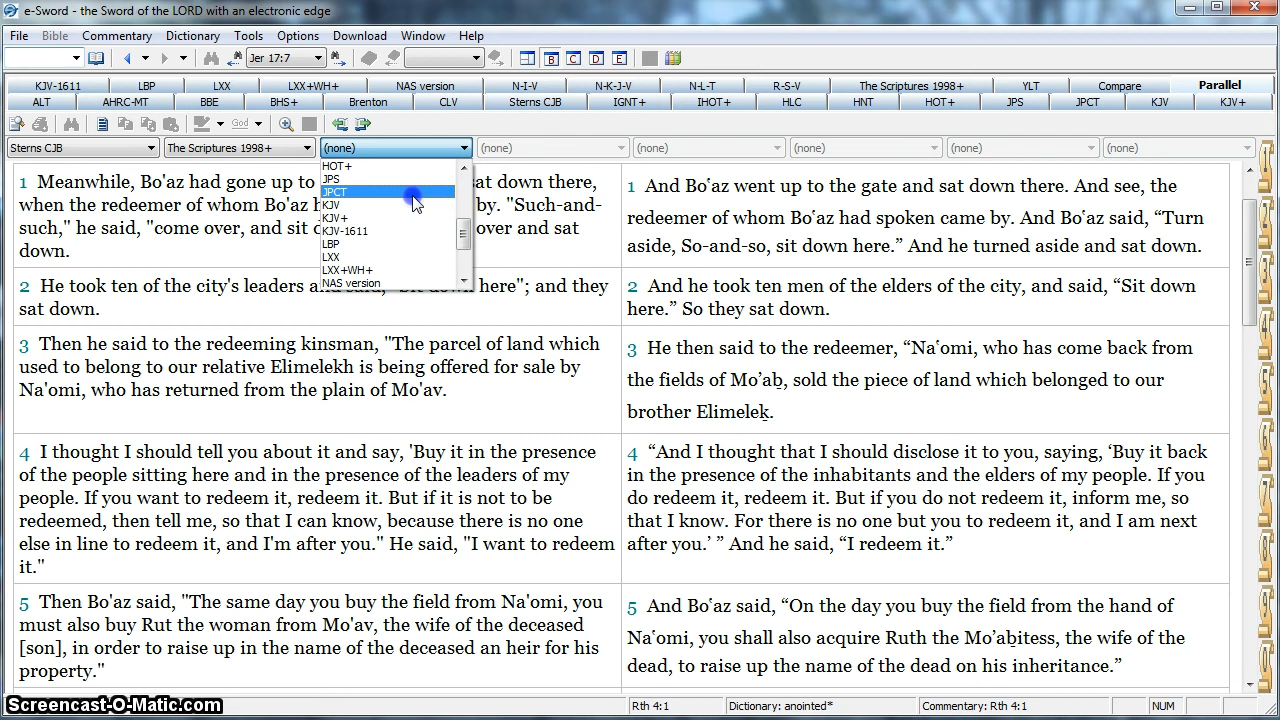 e-Sword - the Sword of the LORD with an electronic edge
File Bible Commentary Dictionary Tools Options Download Window Help
Jer 17:7
B C D E
KJV-1611 LBP LXX LXX+WH+ NAS version N-I-V N-K-J-V N-L-T R-S-V The Scriptures 1998+ YLT Compare Parallel
ALT AHRC-MT BBE BHS+ Brenton CLV Sterns CJB IGNT+ IHOT+ HLC HNT HOT+ JPS JPCT KJV KJV+
God
Sterns CJB The Scriptures 1998+ (none) (none) (none) (none) (none) (none)
HOT+
JPS
JPCT
KJV
KJV+
KJV-1611
LBP
LXX
LXX+WH+
NAS version
1 Meanwhile, Bo'az had gone up to sat down there,
when the redeemer of whom Bo'az h by. "Such-and-
such," he said, "come over, and sit over and sat
down.
2 He took ten of the city's leaders and here"; and they
sat down.
3 Then he said to the redeeming kinsman, "The parcel of land which
used to belong to our relative Elimelekh is being offered for sale by
Na'omi, who has returned from the plain of Mo'av.
4 I thought I should tell you about it and say, 'Buy it in the presence
of the people sitting here and in the presence of the leaders of my
people. If you want to redeem it, redeem it. But if it is not to be
redeemed, then tell me, so that I can know, because there is no one
else in line to redeem it, and I'm after you." He said, "I want to redeem
it."
5 Then Bo'az said, "The same day you buy the field from Na'omi, you
must also buy Rut the woman from Mo'av, the wife of the deceased
[son], in order to raise up in the name of the deceased an heir for his
property."
1 And Boʽaz went up to the gate and sat down there. And see, the
redeemer of whom Boʽaz had spoken came by. And Boʽaz said, “Turn
aside, So-and-so, sit down here.” And he turned aside and sat down.
2 And he took ten men of the elders of the city, and said, “Sit down
here.” So they sat down.
3 He then said to the redeemer, “Naʽomi, who has come back from
the fields of Mo’aḇ, sold the piece of land which belonged to our
brother Elimeleḵ.
4 “And I thought that I should disclose it to you, saying, ‘Buy it back
in the presence of the inhabitants and the elders of my people. If you
do redeem it, redeem it. But if you do not redeem it, inform me, so
that I know. For there is no one but you to redeem it, and I am next
after you.’ ” And he said, “I redeem it.”
5 And Boʽaz said, “On the day you buy the field from the hand of
Naʽomi, you shall also acquire Ruth the Mo’aḇitess, the wife of the
dead, to raise up the name of the dead on his inheritance.”
Screencast-O-Matic.com
Rth 4:1 Dictionary: anointed* Commentary: Rth 4:1 NUM